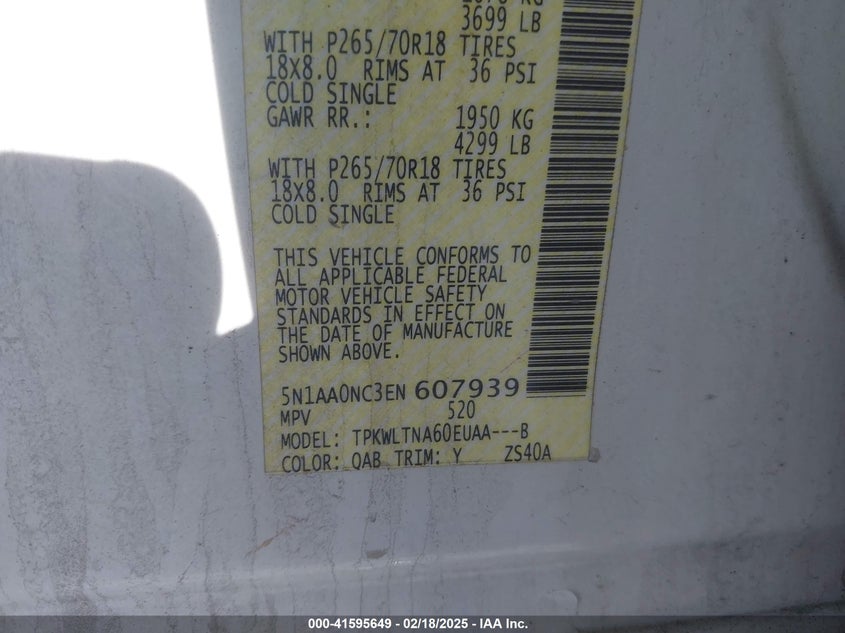 3699 LB
WITH P265/70R18 TIRES
18X8.0 RIMS AT 36 PSI
COLD SINGLE
GAWR RR.: 1950 KG
4299 LB
WITH P265/70R18 TIRES
18X8.0 RIMS AT 36 PSI
COLD SINGLE
THIS VEHICLE CONFORMS TO
ALL APPLICABLE FEDERAL
MOTOR VEHICLE SAFETY
STANDARDS IN EFFECT ON
THE DATE OF MANUFACTURE
SHOWN ABOVE.
5N1AA0NC3EN 607939
MPV 520
MODEL: TPKWLTNA60EUAA---B
COLOR: QAB TRIM: Y ZS40A
000-41595649 - 02/18/2025 - IAA Inc.